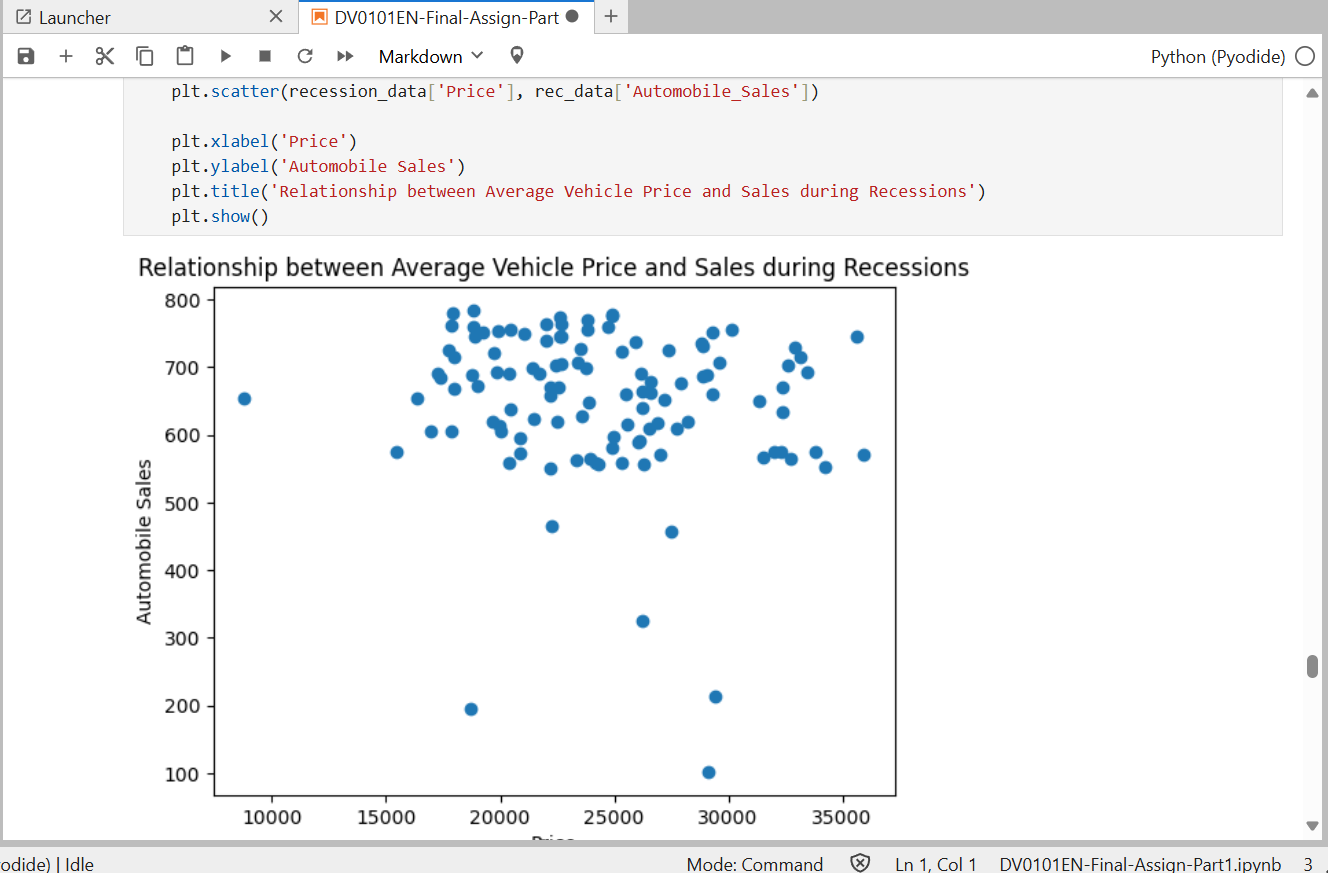 Launcher
DV0101EN-Final-Assign-Part
Markdown
Python (Pyodide)
plt.scatter(recession_data['Price'], rec_data['Automobile_Sales'])
plt.xlabel('Price')
plt.ylabel('Automobile Sales')
plt.title('Relationship between Average Vehicle Price and Sales during Recessions')
plt.show()
Relationship between Average Vehicle Price and Sales during Recessions
800
700
600
500
400
300
200
100
Automobile Sales
10000 15000 20000 25000 30000 35000
odide) | Idle
Mode: Command
Ln 1, Col 1
DV0101EN-Final-Assign-Part1.ipynb
3